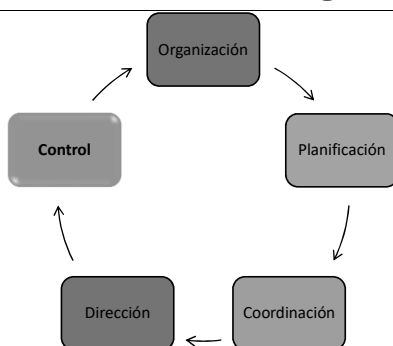 Organización
Planificación
Coordinación
Dirección
Control